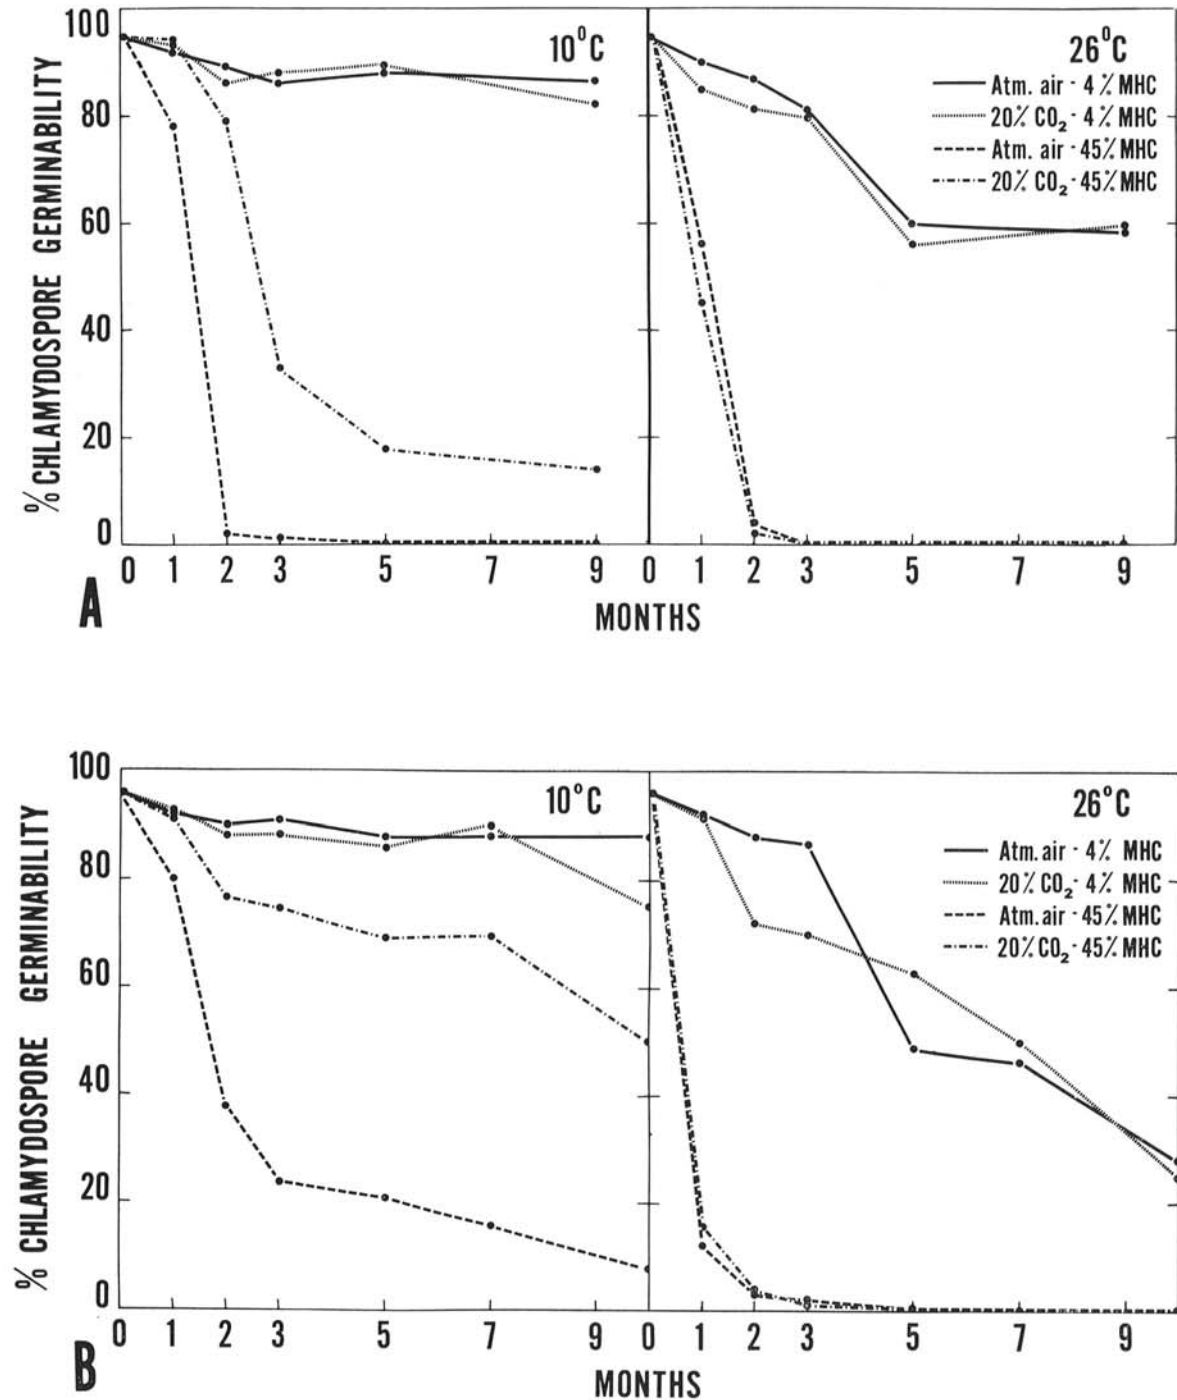 % CHLAMYDOSPORE GERMINABILITY
100
80
60
40
20
0
10°C
26°C
Atm. air - 4% MHC
20% CO₂ - 4% MHC
Atm. air - 45% MHC
20% CO₂ - 45% MHC
0 1 2 3 5 7 9 0 1 2 3 5 7 9
A
MONTHS
% CHLAMYDOSPORE GERMINABILITY
100
80
60
40
20
0
10°C
26°C
Atm. air - 4% MHC
20% CO₂ - 4% MHC
Atm. air - 45% MHC
20% CO₂ - 45% MHC
0 1 2 3 5 7 9 0 1 2 3 5 7 9
B
MONTHS